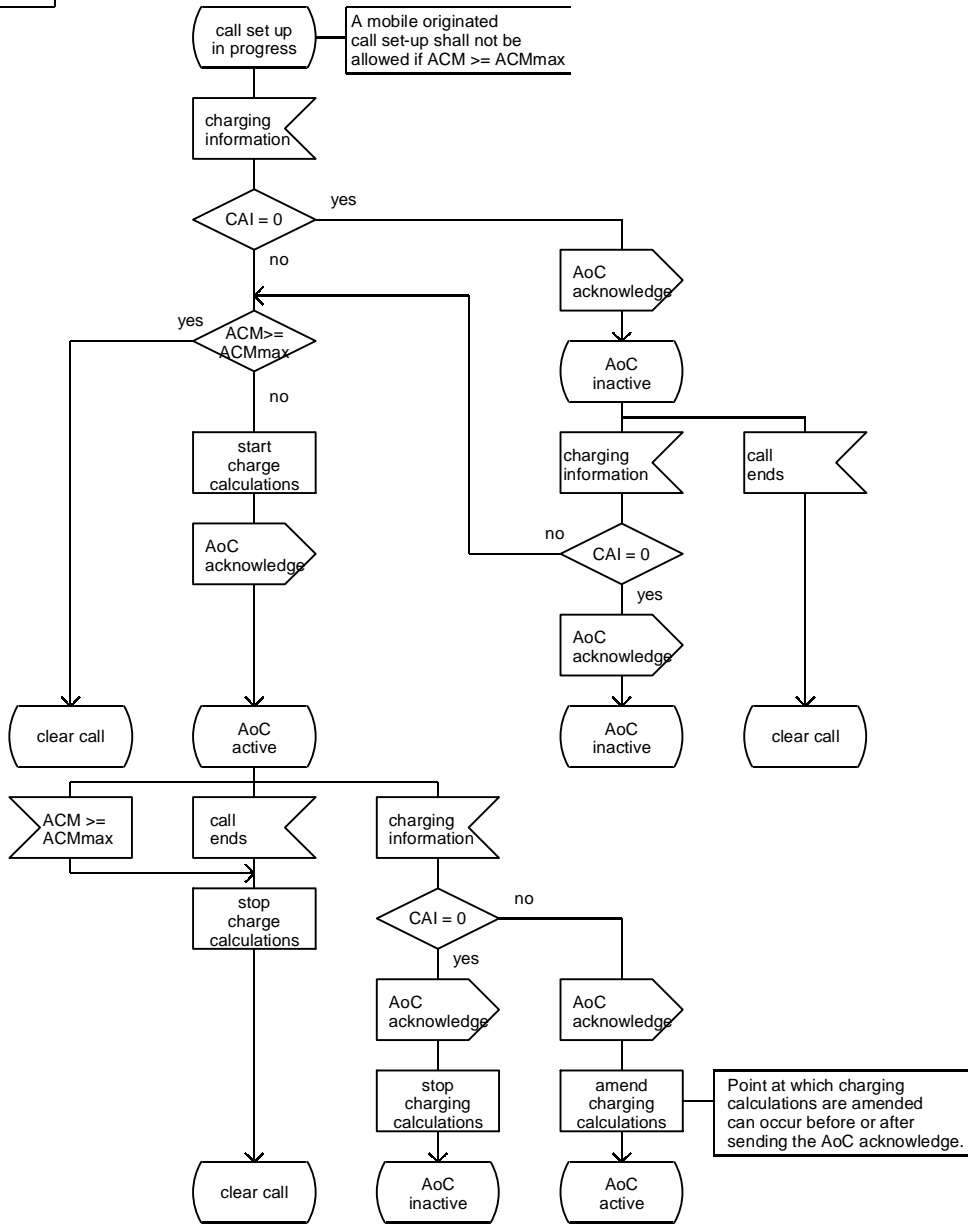 call set up
in progress
A mobile originated
call set-up shall not be
allowed if ACM >= ACMmax
charging
information
CAI = 0
yes
no
AoC
acknowledge
yes
ACM>=
ACMmax
no
AoC
inactive
start
charge
calculations
charging
information
call
ends
AoC
acknowledge
no
CAI = 0
yes
AoC
acknowledge
clear call
AoC
active
AoC
inactive
clear call
ACM >=
ACMmax
call
ends
charging
information
stop
charge
calculations
CAI = 0
no
yes
AoC
acknowledge
AoC
acknowledge
stop
charging
calculations
amend
charging
calculations
Point at which charging
calculations are amended
can occur before or after
sending the AoC acknowledge.
clear call
AoC
inactive
AoC
active